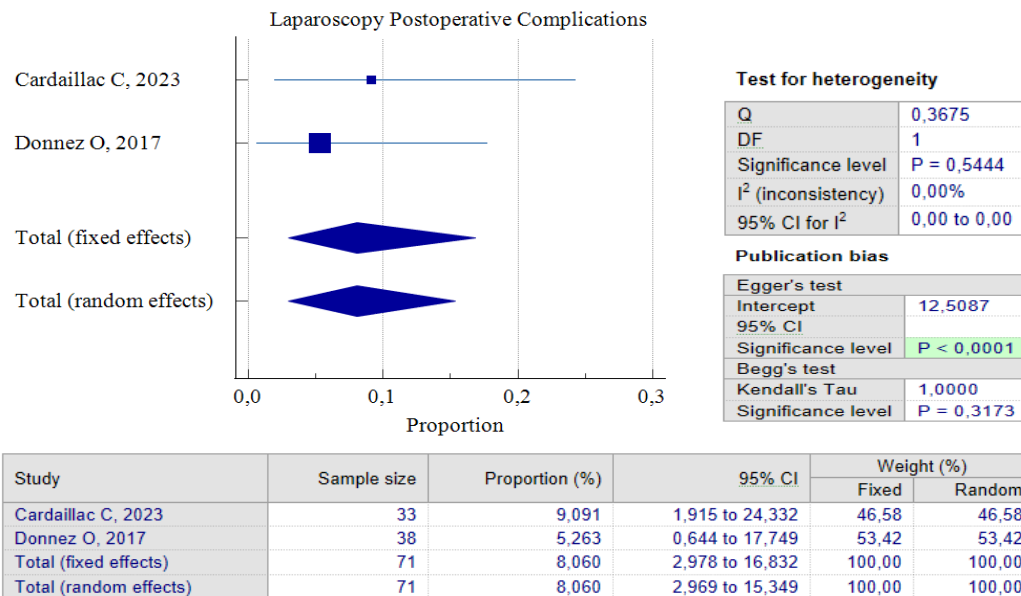 Laparoscopy Postoperative Complications
Cardaillac C, 2023
Donnez O, 2017
Total (fixed effects)
Total (random effects)
0,0 0,1 0,2 0,3
Proportion
Test for heterogeneity
Q 0,3675
DF 1
Significance level P = 0,5444
I² (inconsistency) 0,00%
95% CI for I² 0,00 to 0,00
Publication bias
Egger's test
Intercept 12,5087
95% CI
Significance level P < 0,0001
Begg's test
Kendall's Tau 1,0000
Significance level P = 0,3173
Study Sample size Proportion (%) 95% CI Weight (%)
Fixed Random
Cardaillac C, 2023 33 9,091 1,915 to 24,332 46,58 46,58
Donnez O, 2017 38 5,263 0,644 to 17,749 53,42 53,42
Total (fixed effects) 71 8,060 2,978 to 16,832 100,00 100,00
Total (random effects) 71 8,060 2,969 to 15,349 100,00 100,00